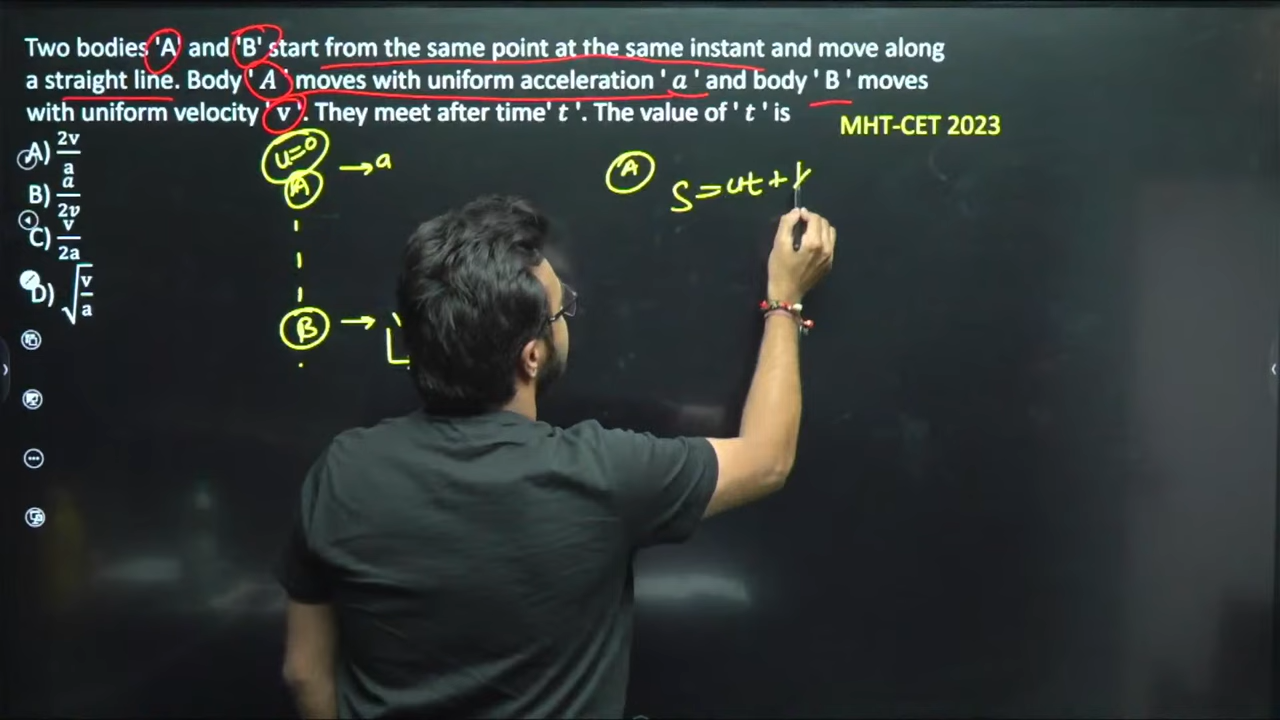 Two bodies 'A' and 'B' start from the same point at the same instant and move along
a straight line. Body ' A ' moves with uniform acceleration ' a ' and body ' B ' moves
with uniform velocity ' v '. They meet after time' t '. The value of ' t ' is
MHT-CET 2023
A) 2v/a
B) a/2v
C) v/2a
D) √v/a
u=0
A → a
B →
A
S=ut+